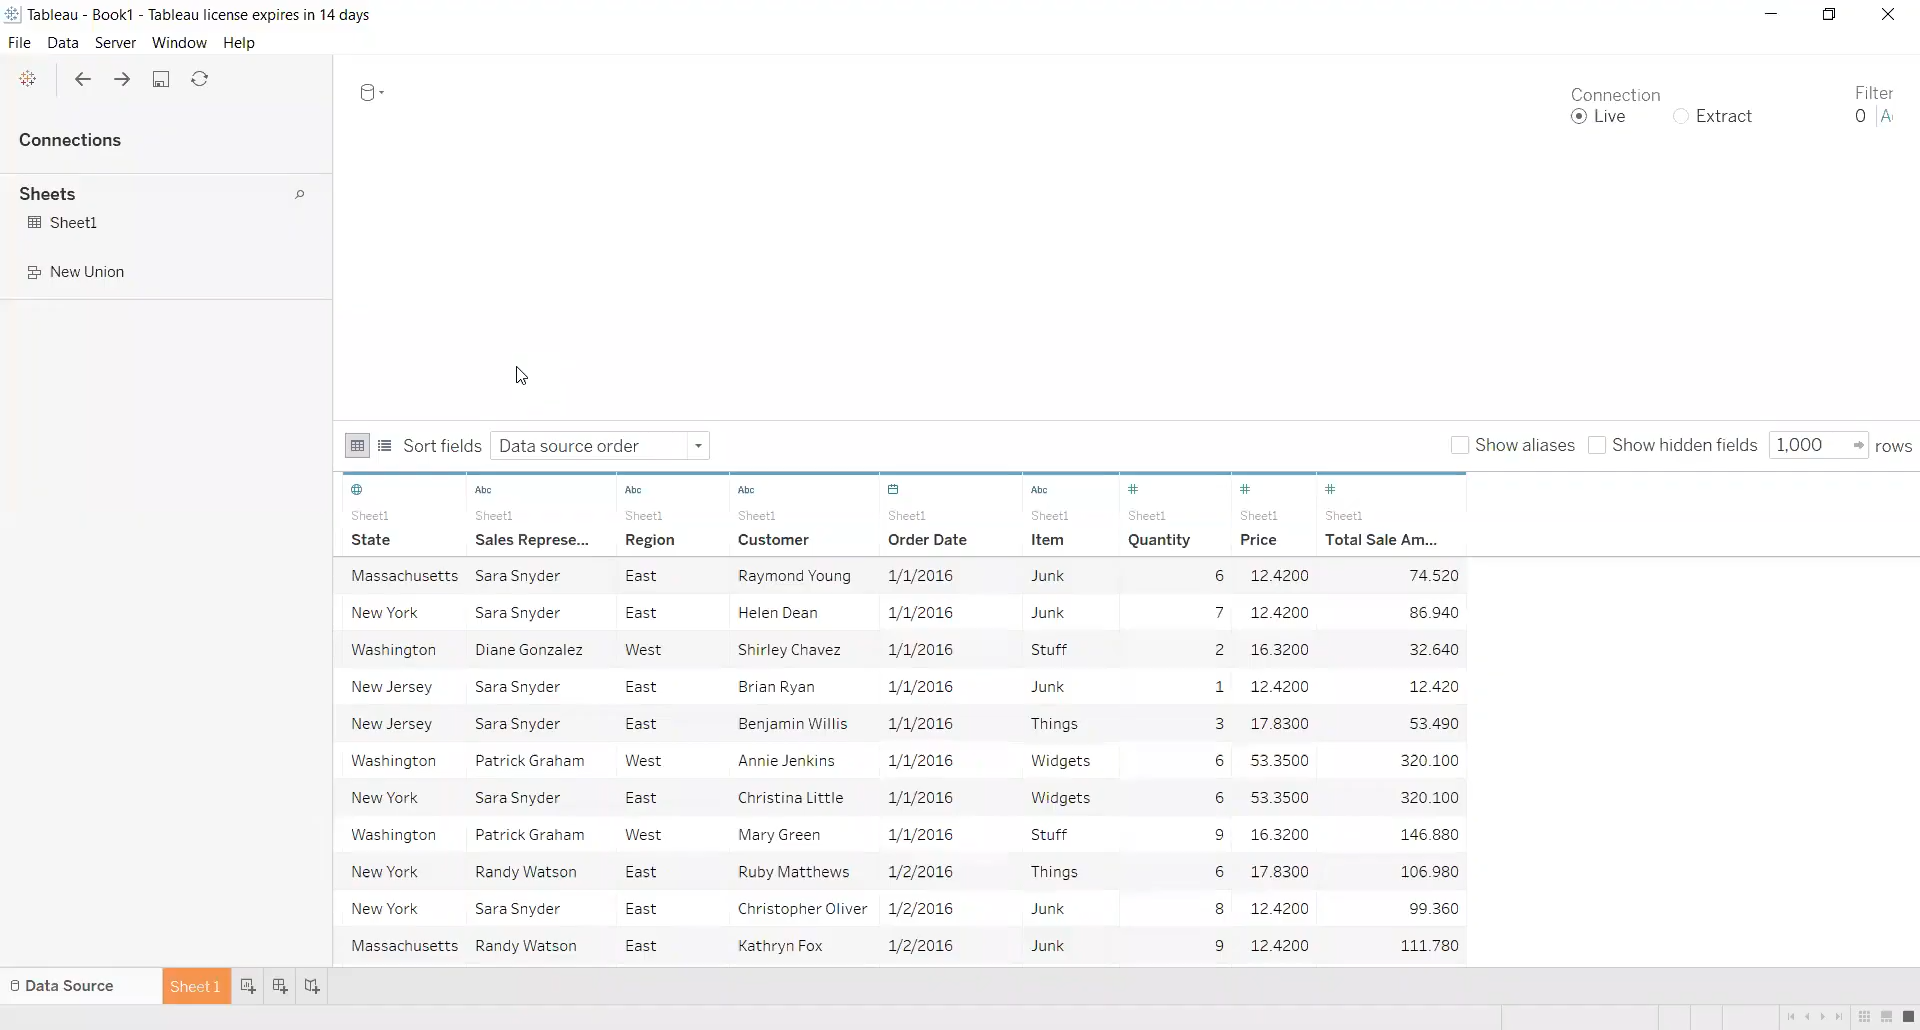 Tableau - Book1 - Tableau license expires in 14 days
File Data Server Window Help
Connections
Sheets
Sheet1
New Union
Connection
Live Extract
Filter
0
Sort fields Data source order
Show aliases Show hidden fields 1,000 rows
Abc Abc Abc Abc # # #
Sheet1 Sheet1 Sheet1 Sheet1 Sheet1 Sheet1 Sheet1 Sheet1 Sheet1
State Sales Represe... Region Customer Order Date Item Quantity Price Total Sale Am...
Massachusetts Sara Snyder East Raymond Young 1/1/2016 Junk 6 12.4200 74.520
New York Sara Snyder East Helen Dean 1/1/2016 Junk 7 12.4200 86.940
Washington Diane Gonzalez West Shirley Chavez 1/1/2016 Stuff 2 16.3200 32.640
New Jersey Sara Snyder East Brian Ryan 1/1/2016 Junk 1 12.4200 12.420
New Jersey Sara Snyder East Benjamin Willis 1/1/2016 Things 3 17.8300 53.490
Washington Patrick Graham West Annie Jenkins 1/1/2016 Widgets 6 53.3500 320.100
New York Sara Snyder East Christina Little 1/1/2016 Widgets 6 53.3500 320.100
Washington Patrick Graham West Mary Green 1/1/2016 Stuff 9 16.3200 146.880
New York Randy Watson East Ruby Matthews 1/2/2016 Things 6 17.8300 106.980
New York Sara Snyder East Christopher Oliver 1/2/2016 Junk 8 12.4200 99.360
Massachusetts Randy Watson East Kathryn Fox 1/2/2016 Junk 9 12.4200 111.780
Data Source Sheet 1